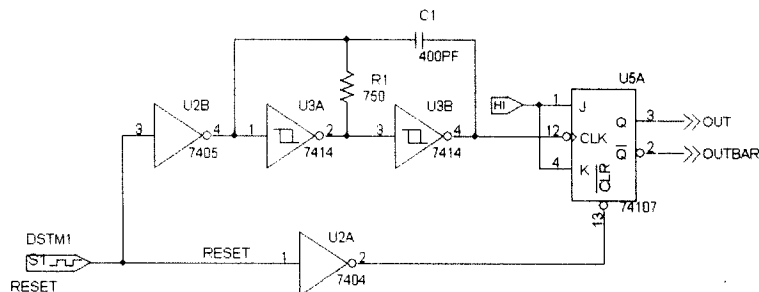 C1
400PF
R1
750
U2B
3 4
7405
U3A
1 2
7414
U3B
3 4
7414
U5A
HI
1 J
12 CLK
4 K
CLR
13
Q 3
Q 2
74107
OUT
OUTBAR
DSTM1
S1
RESET
RESET
U2A
1 2
7404